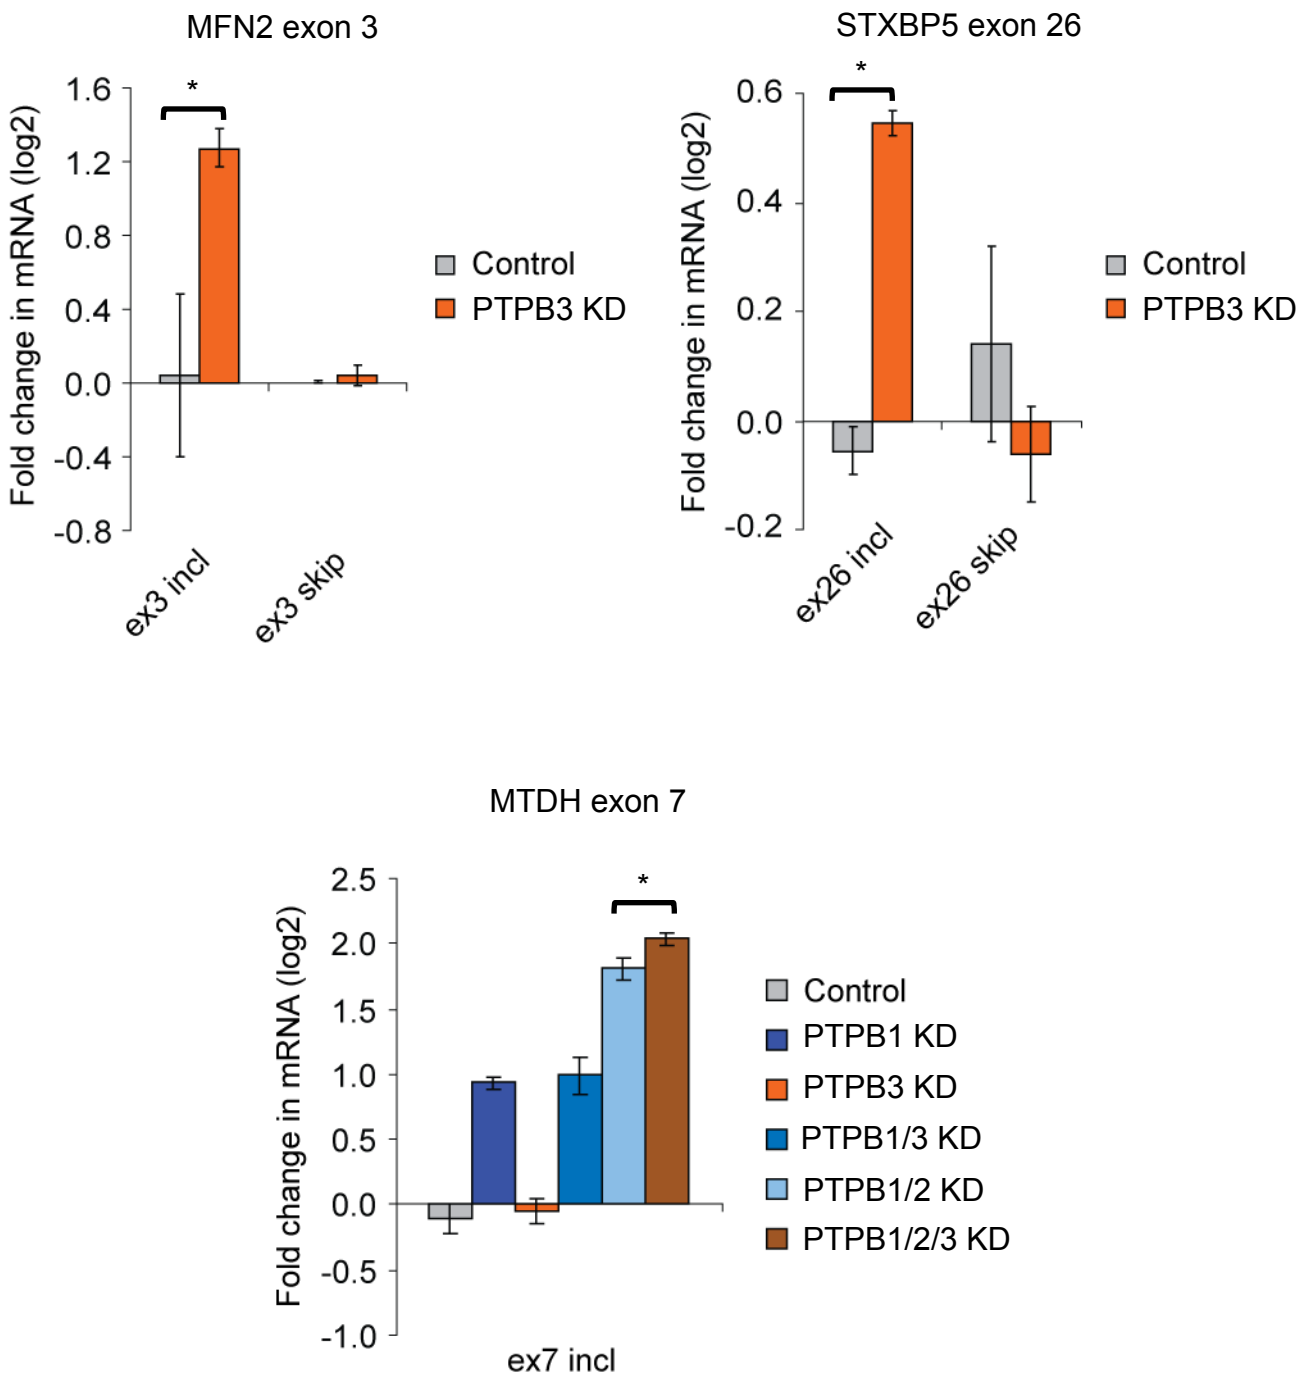 MFN2 exon 3
Fold change in mRNA (log2)
1.6
1.2
0.8
0.4
0.0
-0.4
-0.8
*
ex3 incl
ex3 skip
Control
PTPB3 KD
STXBP5 exon 26
Fold change in mRNA (log2)
0.6
0.4
0.2
0.0
-0.2
*
ex26 incl
ex26 skip
Control
PTPB3 KD
MTDH exon 7
Fold change in mRNA (log2)
2.5
2.0
1.5
1.0
0.5
0.0
-0.5
-1.0
*
ex7 incl
Control
PTPB1 KD
PTPB3 KD
PTPB1/3 KD
PTPB1/2 KD
PTPB1/2/3 KD